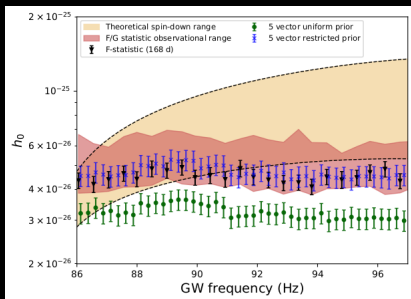 Theoretical spin-down range
F/G statistic observational range
F-statistic (168 d)
5 vector uniform prior
5 vector restricted prior
2 × 10⁻²⁵
10⁻²⁵
6 × 10⁻²⁶
4 × 10⁻²⁶
3 × 10⁻²⁶
2 × 10⁻²⁶
h₀
86 88 90 92 94 96
GW frequency (Hz)